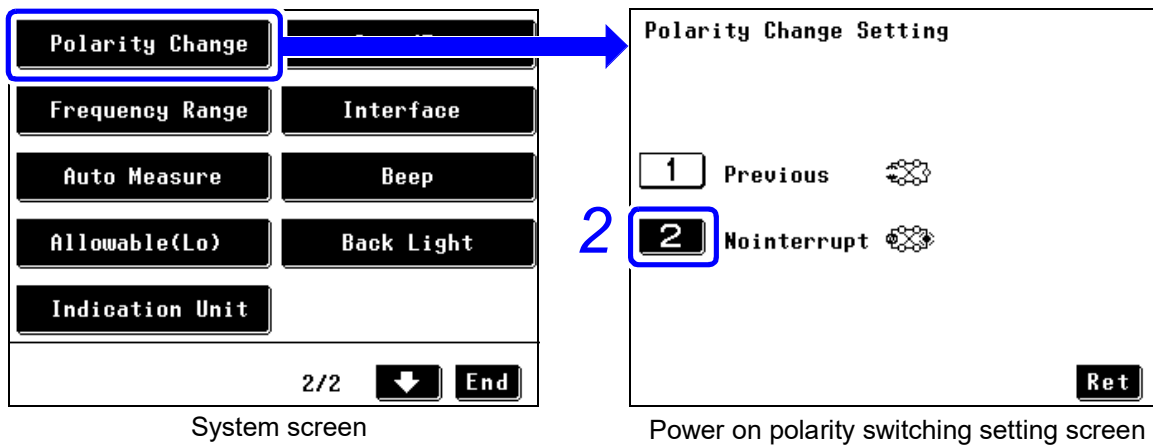 Polarity Change
Frequency Range
Interface
Auto Measure
Beep
Allowable(Lo)
Back Light
Indication Unit
2/2
End
System screen
Polarity Change Setting
1 Previous
2
2 Nointerrupt
Ret
Power on polarity switching setting screen